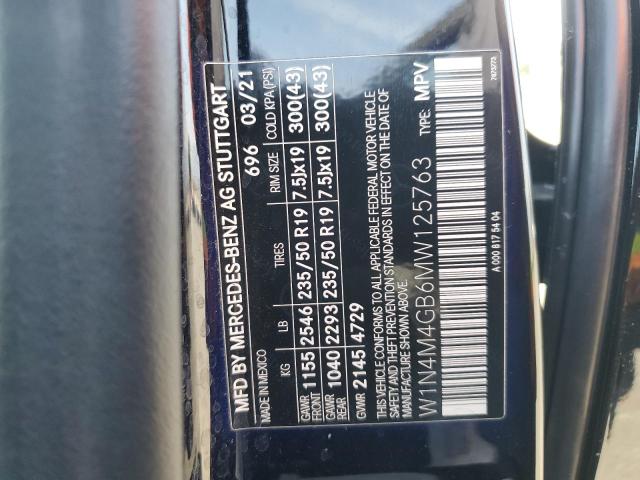 MFD BY MERCEDES-BENZ AG STUTTGART
MADE IN MEXICO 696 03/21
KG LB TIRES RIM SIZE COLD KPA (PSI)
GAWR FRONT 1155 2546 235/50 R19 7.5Jx19 300(43)
GAWR REAR 1040 2293 235/50 R19 7.5Jx19 300(43)
GVWR 2145 4729
THIS VEHICLE CONFORMS TO ALL APPLICABLE FEDERAL MOTOR VEHICLE
SAFETY AND THEFT PREVENTION STANDARDS IN EFFECT ON THE DATE OF
MANUFACTURE SHOWN ABOVE.
W1N4M4GB6MW125763 TYPE: MPV
A 000 817 54 04